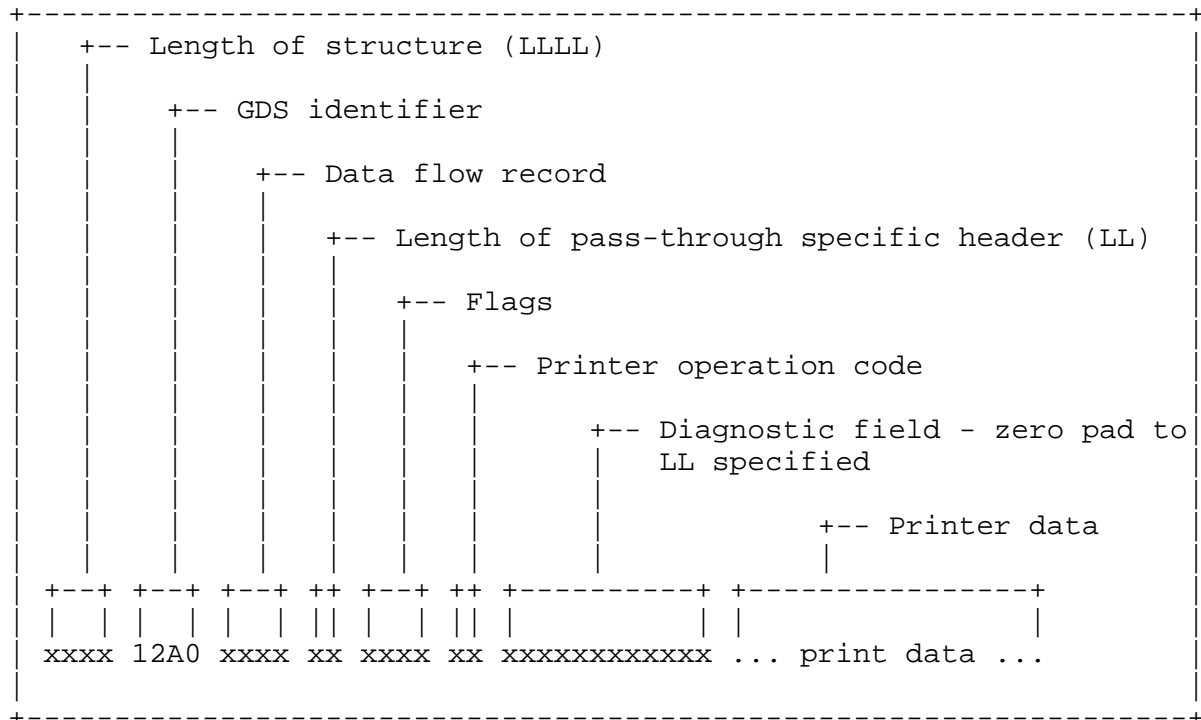 +-- Length of structure (LLLL)
+-- GDS identifier
+-- Data flow record
+-- Length of pass-through specific header (LL)
+-- Flags
+-- Printer operation code
+-- Diagnostic field - zero pad to
LL specified
+-- Printer data
xxxx 12A0 xxxx xx xxxx xx xxxxxxxxxxxx ... print data ...